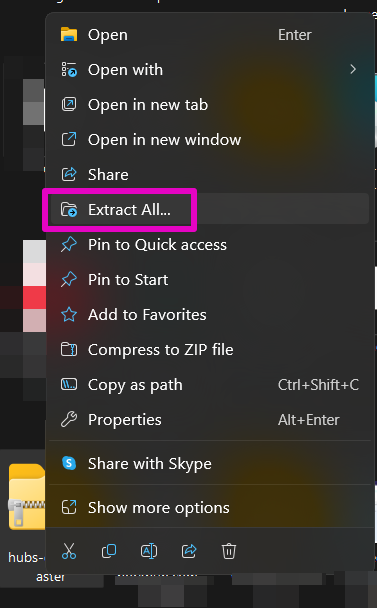 Open Enter
Open with
Open in new tab
Open in new window
Share
Extract All...
Pin to Quick access
Pin to Start
Add to Favorites
Compress to ZIP file
Copy as path Ctrl+Shift+C
Properties Alt+Enter
Share with Skype
Show more options
hubs-
aster